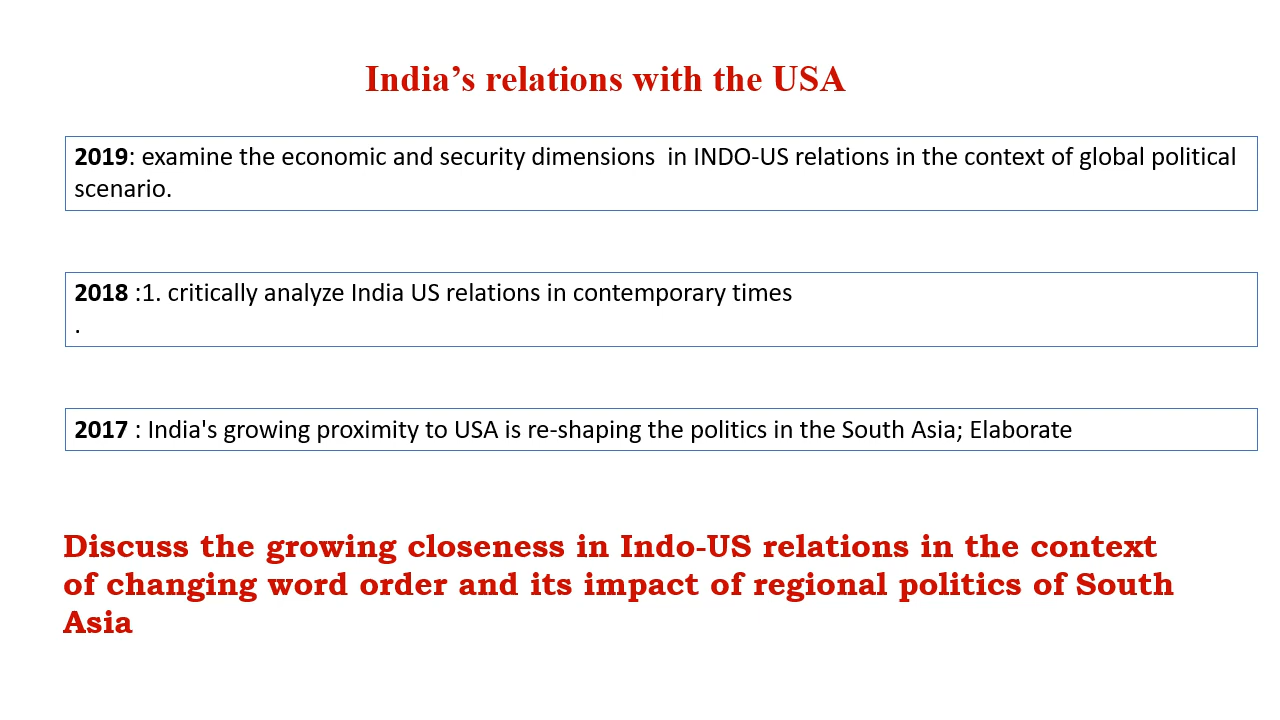 India’s relations with the USA
2019: examine the economic and security dimensions  in INDO-US relations in the context of global political
scenario.
2018 :1. critically analyze India US relations in contemporary times
.
2017 : India's growing proximity to USA is re-shaping the politics in the South Asia; Elaborate
Discuss the growing closeness in Indo-US relations in the context
of changing word order and its impact of regional politics of South
Asia